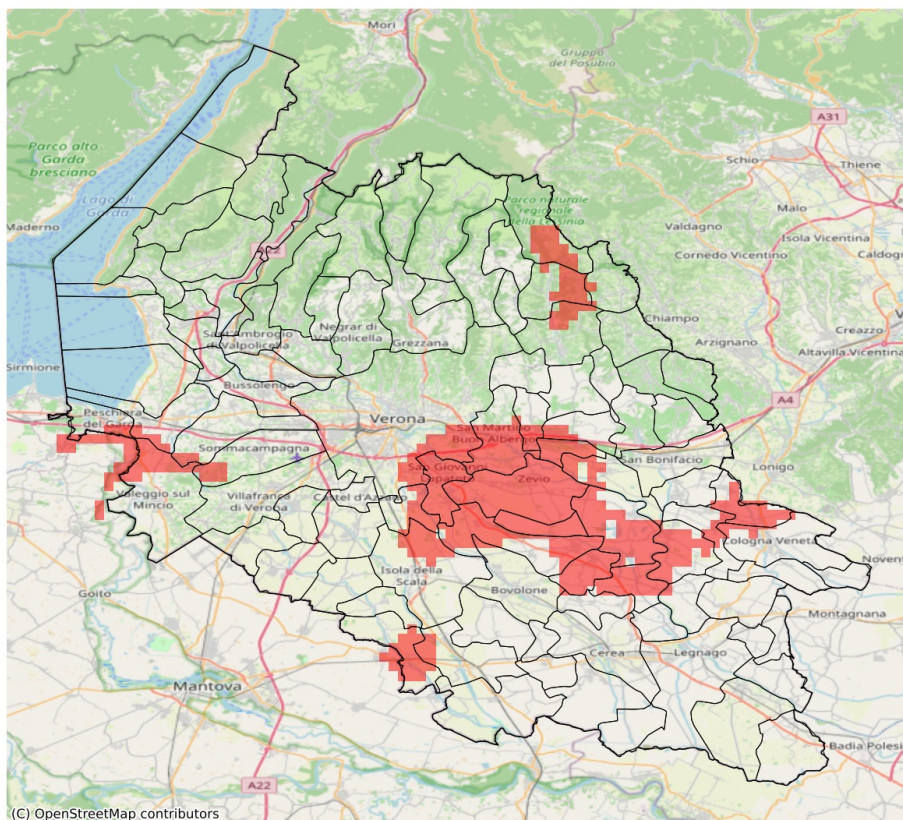 Mori
Gruppo
del Pasubio
A31
Parco alto
Garda
bresciano
Schio
Thiene
Parco naturale
regionale
della Lessinia
Lago di
Garda
Malo
Maderno
Valdagno
Isola Vicentina
A22
Cornedo Vicentino
Caldogno
Chiampo
Sant'Ambrogio
di Valpolicella
Negrar di
Valpolicella
Grezzana
Arzignano
Creazzo
Altavilla Vicentina
Sirmione
Bussolengo
A4
Peschiera
del Garda
Verona
San Martino
Buon Albergo
Sommacampagna
San Bonifacio
Lonigo
San Giovanni
Lupatoto
Zevio
Valeggio sul
Mincio
Villafranca
di Verona
Castel d'Azzano
Cologna Veneta
Isola della
Scala
Bovolone
Goito
Montagnana
Cerea
Legnago
Mantova
Badia Polesi
A22
(C) OpenStreetMap contributors